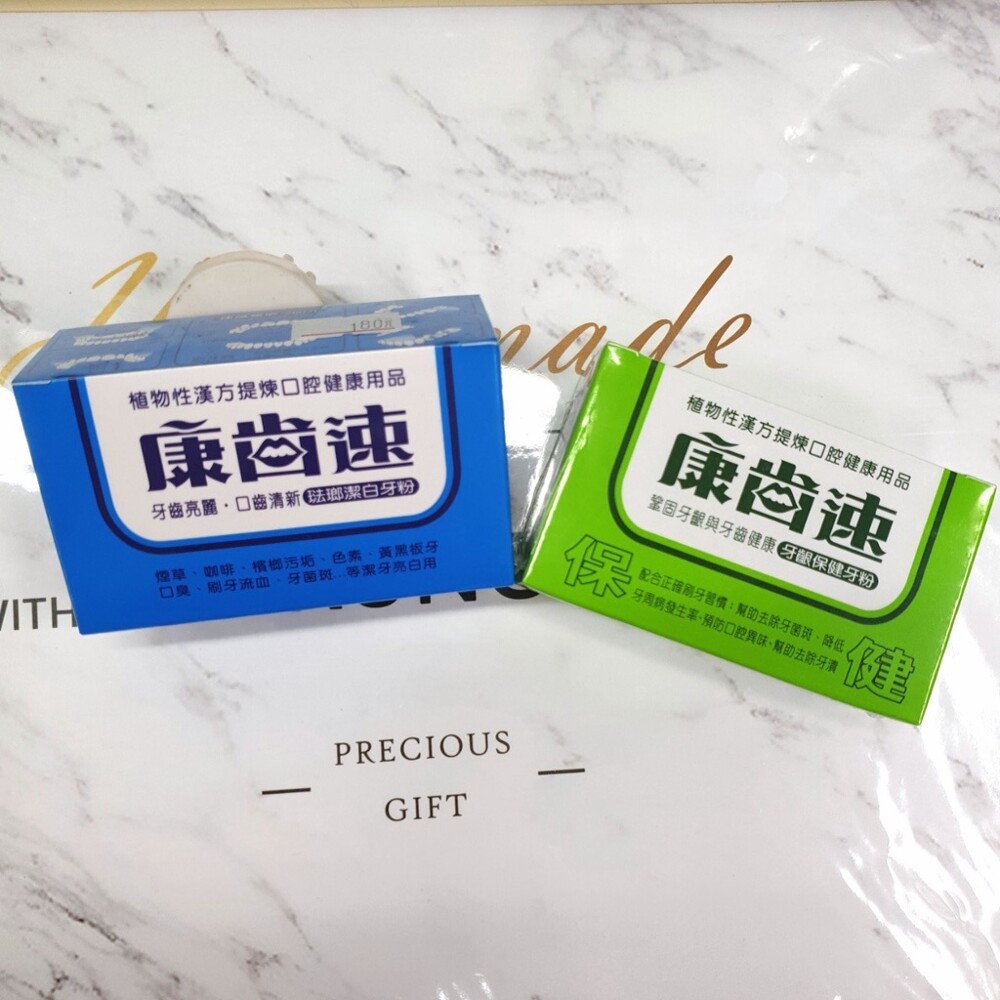 made
180元
植物性漢方提煉口腔健康用品
康齒速
牙齒亮麗・口齒清新 琺瑯潔白牙粉
煙草、咖啡、檳榔污垢、色素、黃黑板牙
口臭、刷牙流血、牙菌斑...等潔牙亮白用
植物性漢方提煉口腔健康用品
康齒速
鞏固牙齦與牙齒健康 牙齦保健牙粉
保健
配合正確刷牙習慣：幫助去除牙菌斑、降低
牙周病發生率，預防口腔異味，幫助去除牙漬
WITH
PRECIOUS
GIFT